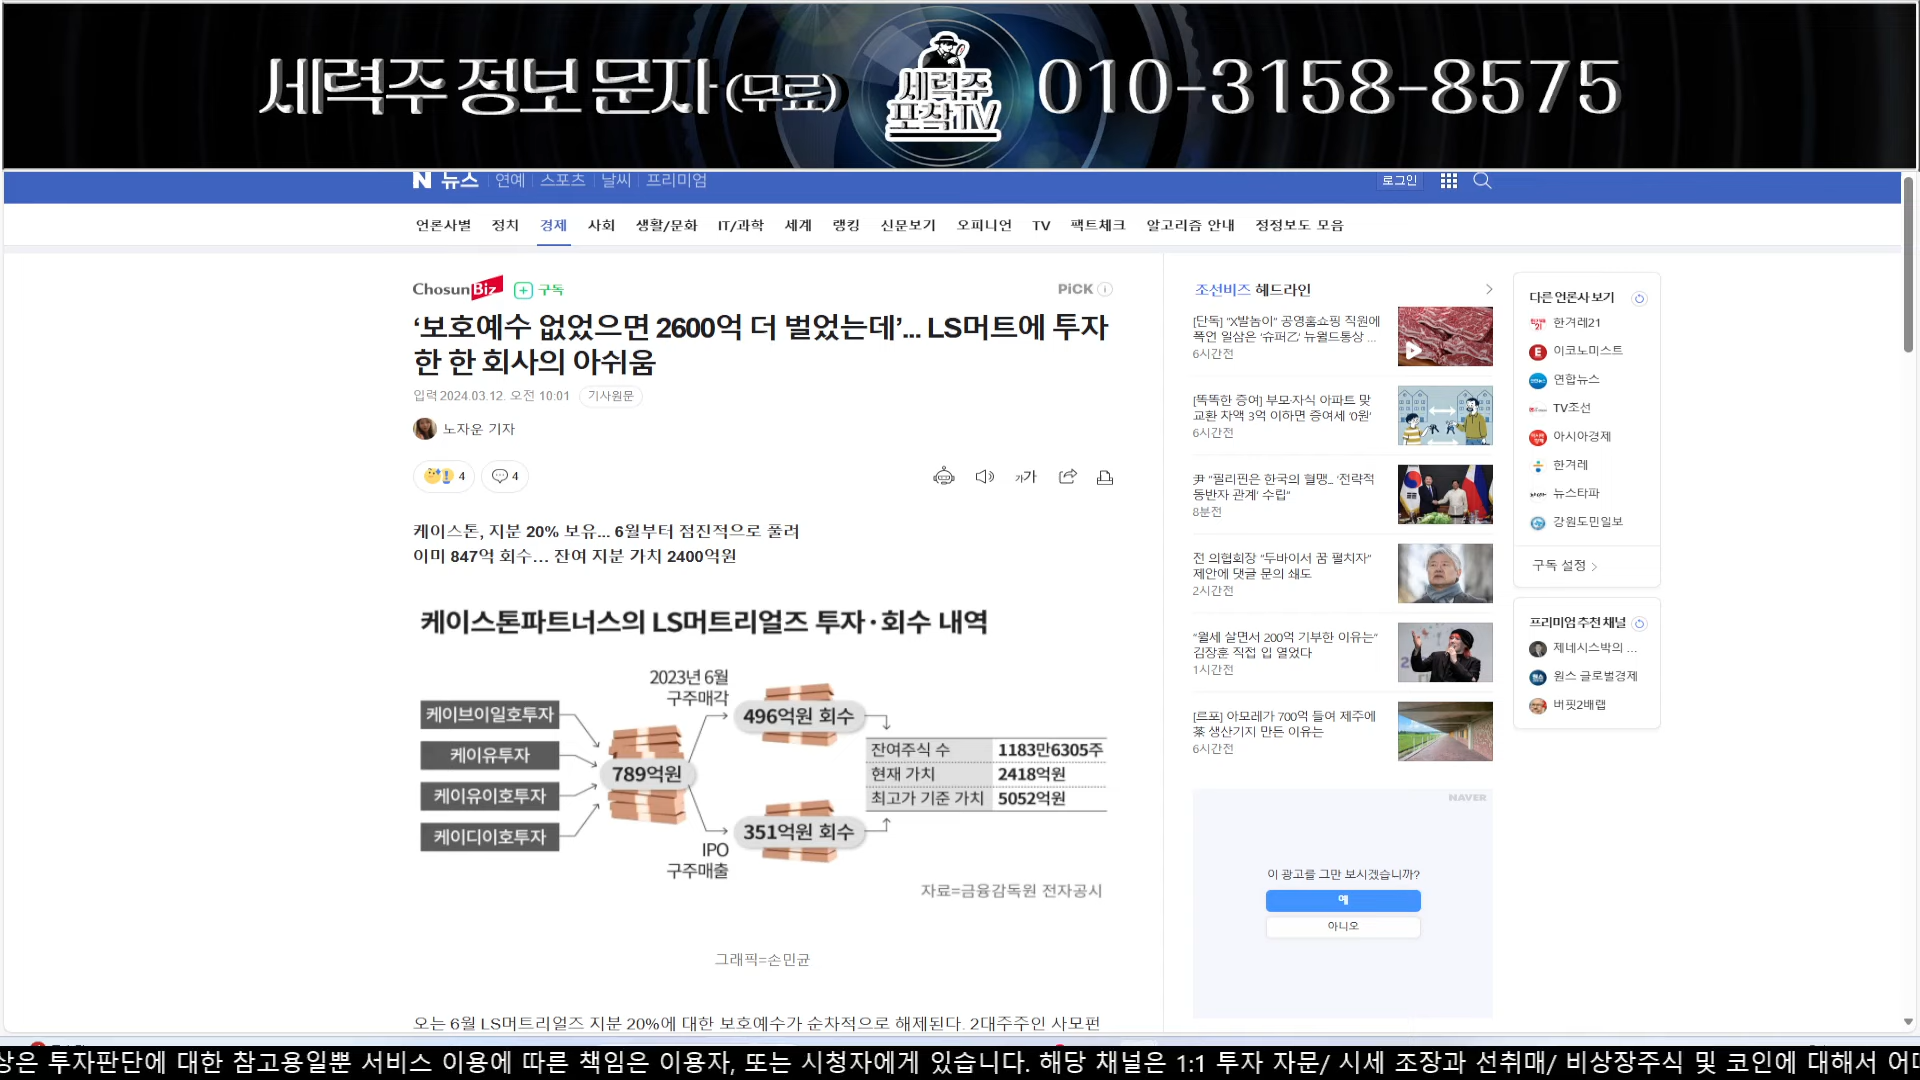 세력주 정보 문자 (무료)
세력주
포착TV
010-3158-8575
N 뉴스 연예 스포츠 날씨 프리미엄
로그인
언론사별 정치 경제 사회 생활/문화 IT/과학 세계 랭킹 신문보기 오피니언 TV 팩트체크 알고리즘 안내 정정보도 모음
ChosunBiz 구독
PiCK
‘보호예수 없었으면 2600억 더 벌었는데’... LS머트에 투자
한 한 회사의 아쉬움
입력 2024.03.12. 오전 10:01 기사원문
노자운 기자
4
4
가가
케이스톤, 지분 20% 보유... 6월부터 점진적으로 풀려
이미 847억 회수… 잔여 지분 가치 2400억원
케이스톤파트너스의 LS머트리얼즈 투자·회수 내역
케이브이일호투자
케이유투자
케이유이호투자
케이디이호투자
789억원
2023년 6월
구주매각
496억원 회수
351억원 회수
IPO
구주매출
잔여주식 수 1183만6305주
현재 가치 2418억원
최고가 기준 가치 5052억원
자료=금융감독원 전자공시
그래픽=손민균
오는 6월 LS머트리얼즈 지분 20%에 대한 보호예수가 순차적으로 해제된다. 2대주주인 사모펀
조선비즈 헤드라인
[단독] “X발놈아” 공영홈쇼핑 직원에
폭언 일삼은 ‘슈퍼乙’ 뉴월드통상 ...
6시간전
[똑똑한 증여] 부모·자식 아파트 맞
교환 차액 3억 이하면 증여세 ‘0원’
6시간전
尹 “필리핀은 한국의 혈맹... ‘전략적
동반자 관계’ 수립”
8분전
전 의협회장 “두바이서 꿈 펼치자”
제안에 댓글 문의 쇄도
2시간전
“월세 살면서 200억 기부한 이유는”
김장훈 직접 입 열었다
1시간전
[르포] 아모레가 700억 들여 제주에
茶 생산기지 만든 이유는
6시간전
NAVER
이 광고를 그만 보시겠습니까?
예
아니오
다른 언론사 보기
한겨레21
이코노미스트
연합뉴스
TV조선
아시아경제
한겨레
뉴스타파
강원도민일보
구독 설정
프리미엄 추천 채널
제네시스박의 ...
원스 글로벌경제
버핏2배랩
상은 투자판단에 대한 참고용일뿐 서비스 이용에 따른 책임은 이용자, 또는 시청자에게 있습니다. 해당 채널은 1:1 투자 자문/ 시세 조장과 선취매/ 비상장주식 및 코인에 대해서 어떠